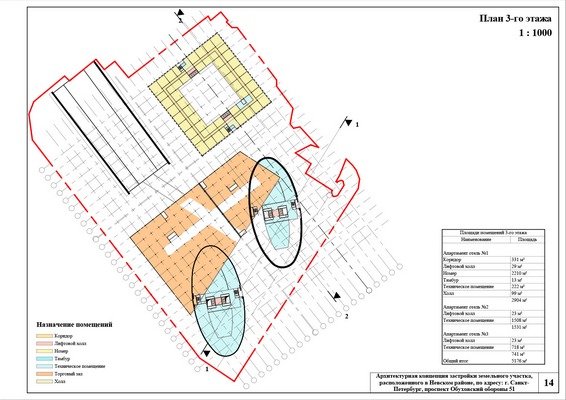 План 3-го этажа
1 : 1000
2
1
2
1
Площади помещений 3-го этажа
Наименование Площадь
Апартамент отель №1
Коридор 331 м²
Лифтовой холл 29 м²
Номер 2210 м²
Тамбур 13 м²
Техническое помещение 222 м²
Холл 99 м²
2904 м²
Апартамент отель №2
Лифтовой холл 23 м²
Техническое помещение 1508 м²
1531 м²
Апартамент отель №3
Лифтовой холл 23 м²
Техническое помещение 718 м²
741 м²
Общий итог 5176 м²
Назначение помещений
Коридор
Лифтовой холл
Номер
Тамбур
Техническое помещение
Торговый зал
Холл
Архитектурная концепция застройки земельного участка,
расположенного в Невском районе, по адресу: г. Санкт-
Петербург, проспект Обуховский обороны 51
14